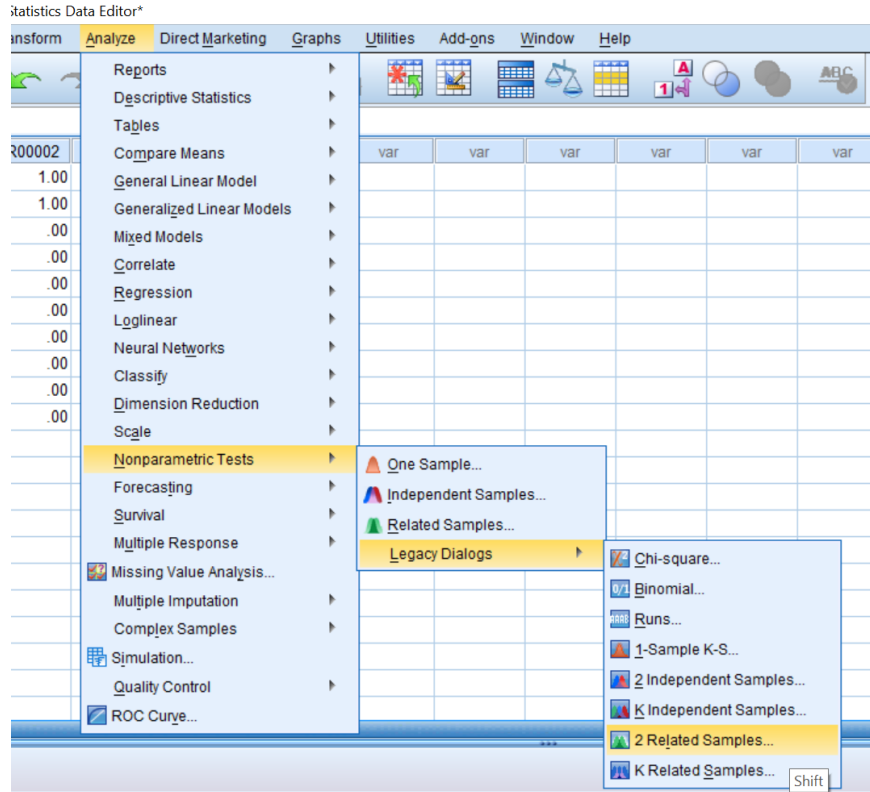 Statistics Data Editor*
ansform Analyze Direct Marketing Graphs Utilities Add-ons Window Help
A
1
ABC
R00002 var var var var var var
1.00
1.00
.00
.00
.00
.00
.00
.00
.00
.00
Reports
Descriptive Statistics
Tables
Compare Means
General Linear Model
Generalized Linear Models
Mixed Models
Correlate
Regression
Loglinear
Neural Networks
Classify
Dimension Reduction
Scale
Nonparametric Tests
Forecasting
Survival
Multiple Response
Missing Value Analysis...
Multiple Imputation
Complex Samples
Simulation...
Quality Control
ROC Curve...
One Sample...
Independent Samples...
Related Samples...
Legacy Dialogs
Chi-square...
0/1 Binomial...
AAAB Runs...
1-Sample K-S...
2 Independent Samples...
K Independent Samples...
2 Related Samples...
K Related Samples...
Shift